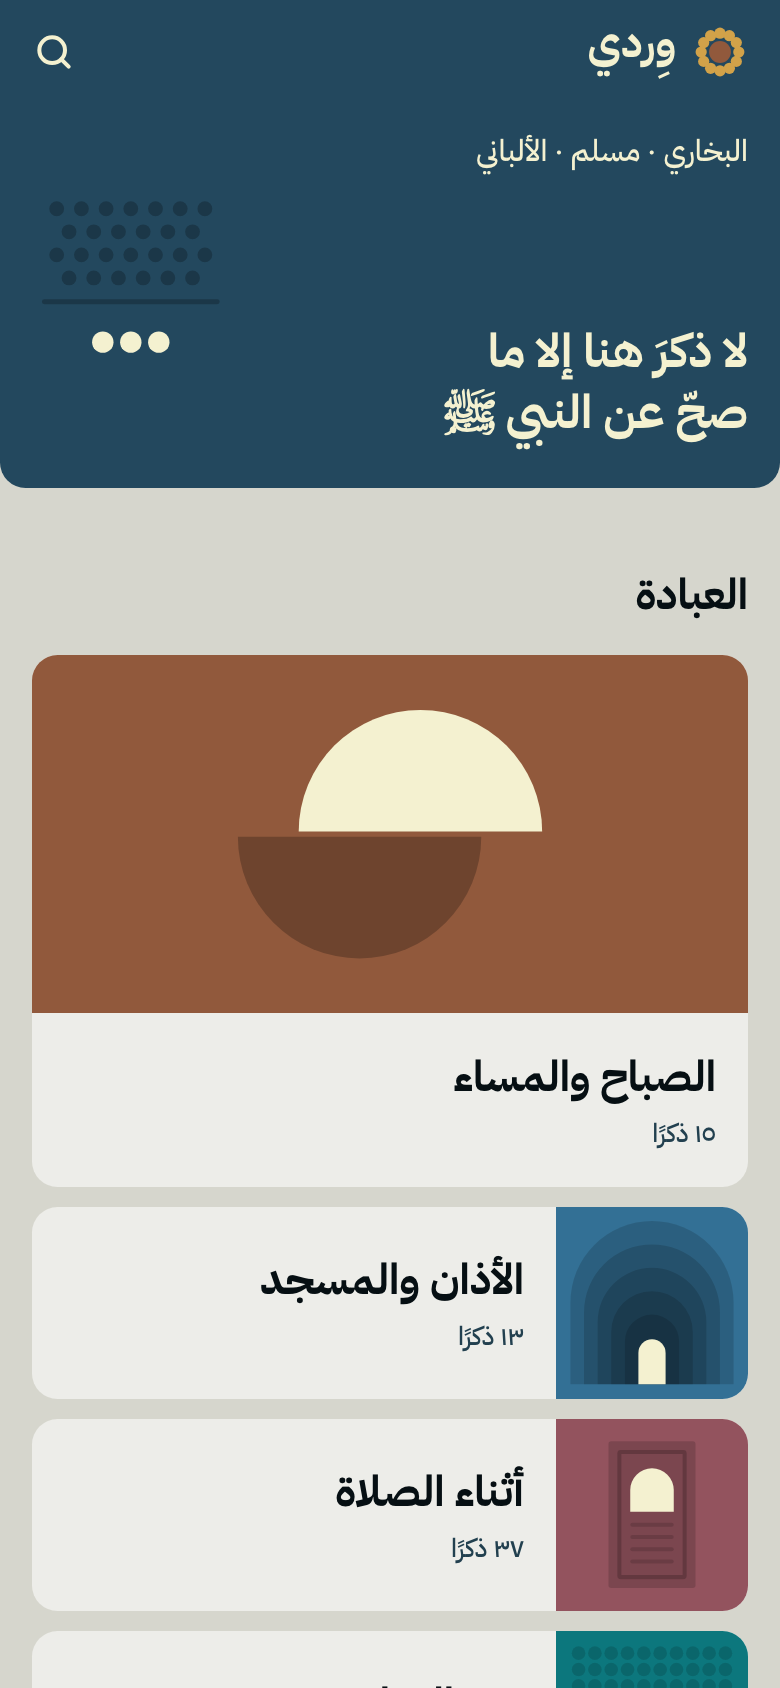 وِردي
البخاري · مسلم · الألباني
لا ذكرَ هنا إلا ما
صحّ عن النبي ﷺ
العبادة
الصباح والمساء
١٥ ذكرًا
الأذان والمسجد
١٣ ذكرًا
أثناء الصلاة
٣٧ ذكرًا